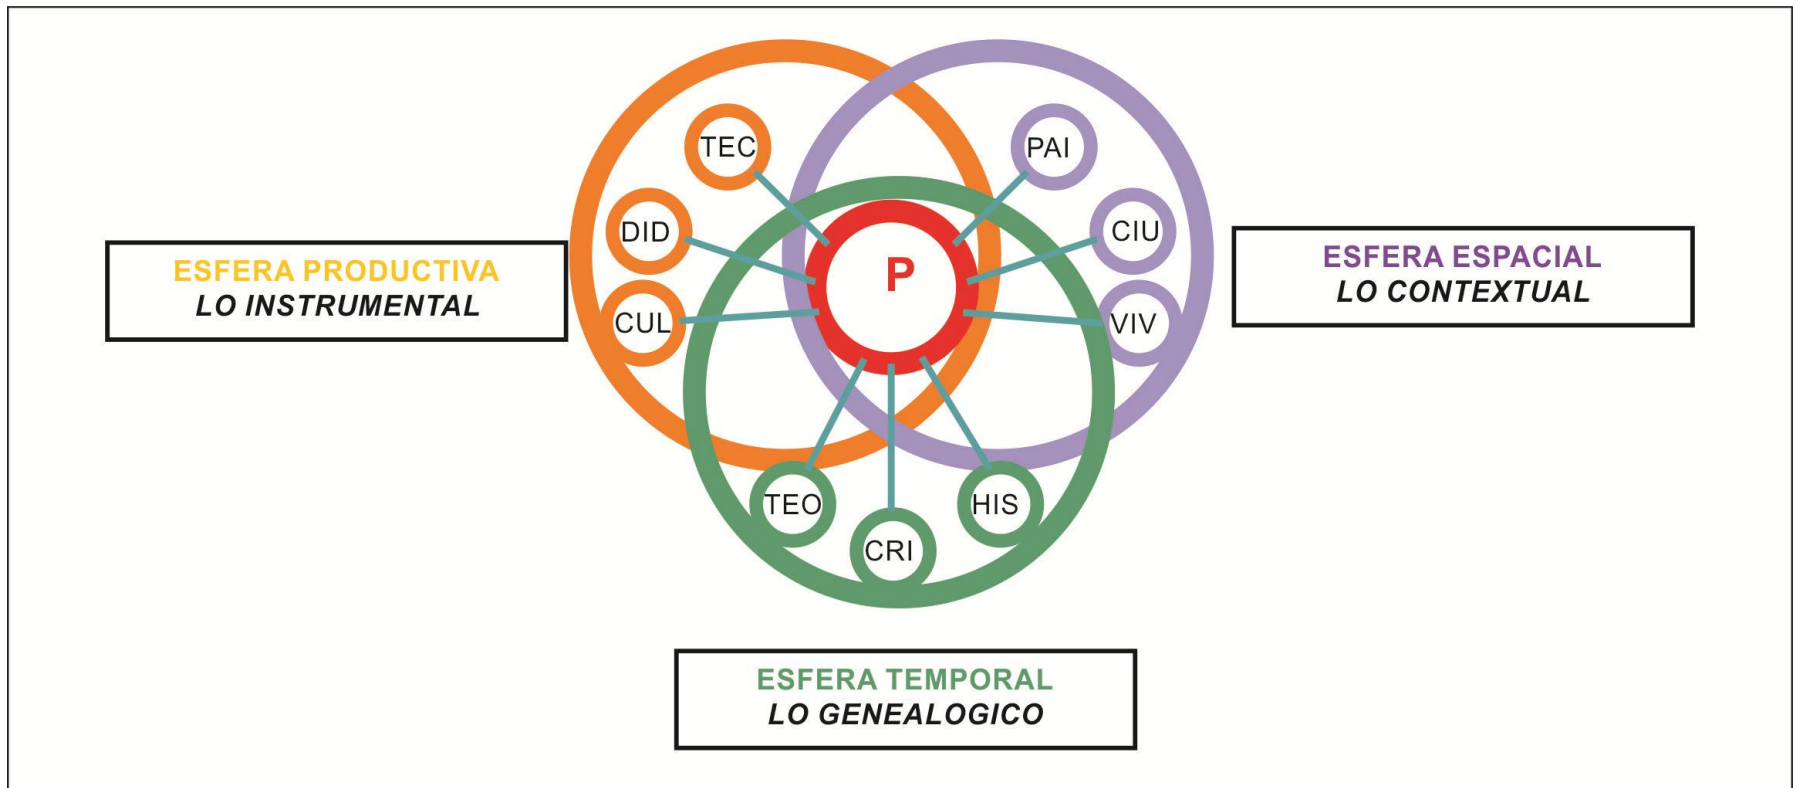 TEC
PAI
DID
CIU
ESFERA PRODUCTIVA
LO INSTRUMENTAL
P
ESFERA ESPACIAL
LO CONTEXTUAL
CUL
VIV
TEO
HIS
CRI
ESFERA TEMPORAL
LO GENEALOGICO